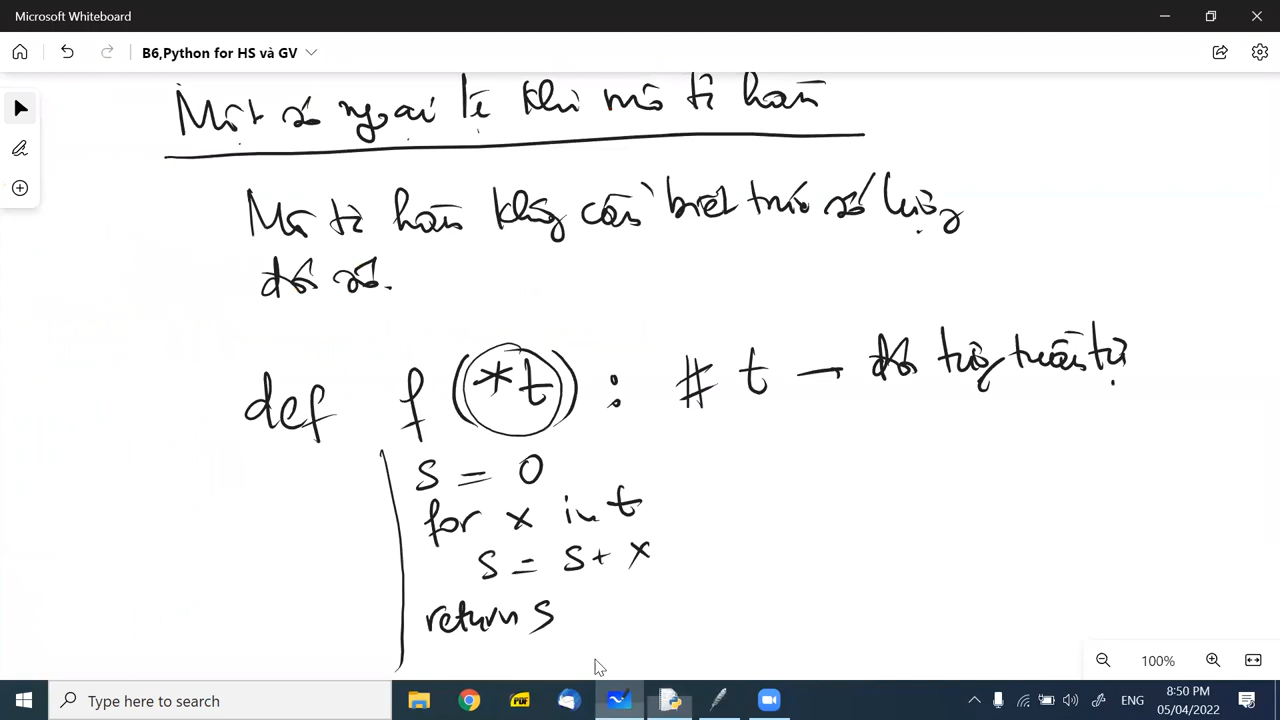 Microsoft Whiteboard
B6,Python for HS và GV
Một số ngoại lệ khi mô tả hàm
Mô tả hàm không cần biết trước số lượng
đối số.
def f(*t): # t – đối tượng tuần tự
s = 0
for x in t
s = s + x
return s
100%
Type here to search
PDF
ENG
8:50 PM
05/04/2022